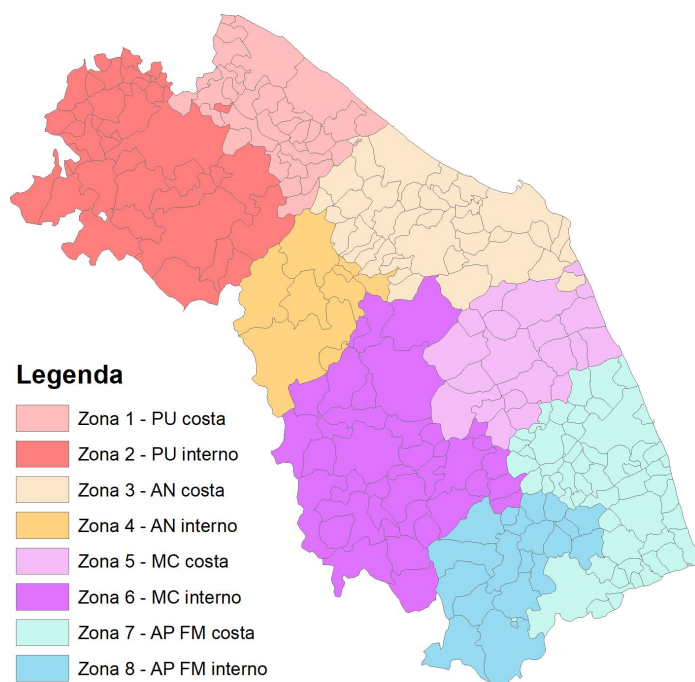 Legenda
Zona 1 - PU costa
Zona 2 - PU interno
Zona 3 - AN costa
Zona 4 - AN interno
Zona 5 - MC costa
Zona 6 - MC interno
Zona 7 - AP FM costa
Zona 8 - AP FM interno